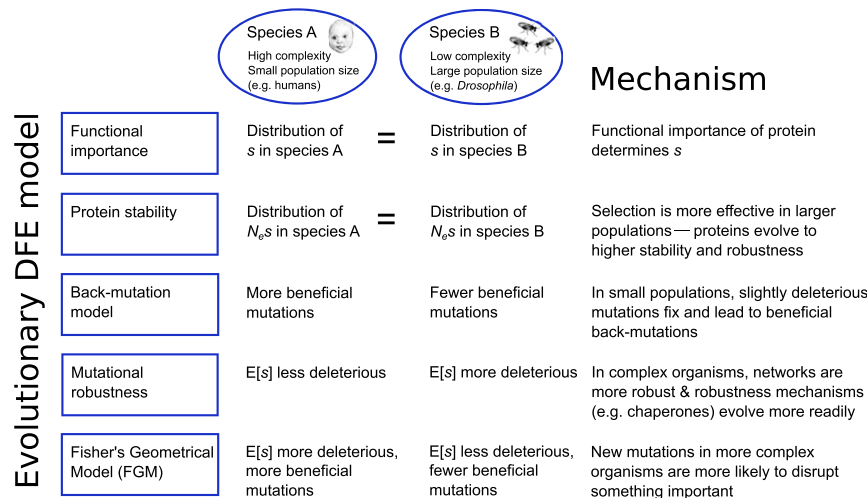 Species A
High complexity
Small population size
(e.g. humans)
Species B
Low complexity
Large population size
(e.g. Drosophila)
Mechanism
Evolutionary DFE model
Functional
importance
Distribution of
s in species A
=
Distribution of
s in species B
Functional importance of protein
determines s
Protein stability
Distribution of
Nes in species A
=
Distribution of
Nes in species B
Selection is more effective in larger
populations — proteins evolve to
higher stability and robustness
Back-mutation
model
More beneficial
mutations
Fewer beneficial
mutations
In small populations, slightly deleterious
mutations fix and lead to beneficial
back-mutations
Mutational
robustness
E[s] less deleterious
E[s] more deleterious
In complex organisms, networks are
more robust & robustness mechanisms
(e.g. chaperones) evolve more readily
Fisher's Geometrical
Model (FGM)
E[s] more deleterious,
more beneficial
mutations
E[s] less deleterious,
fewer beneficial
mutations
New mutations in more complex
organisms are more likely to disrupt
something important